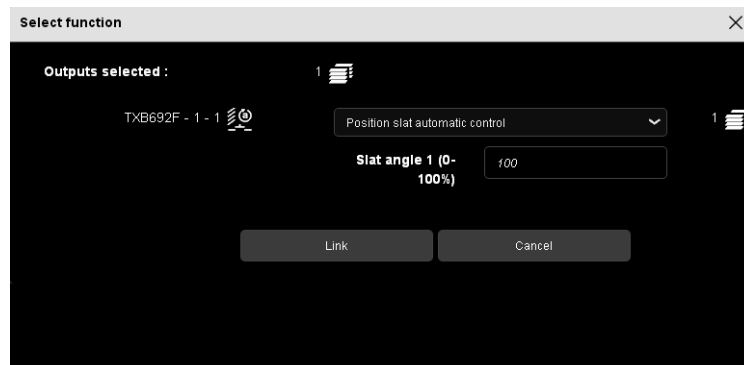 Select function
Outputs selected : 1
TXB692F - 1 - 1 Position slat automatic control 1
Slat angle 1 (0-
100%) 100
Link Cancel